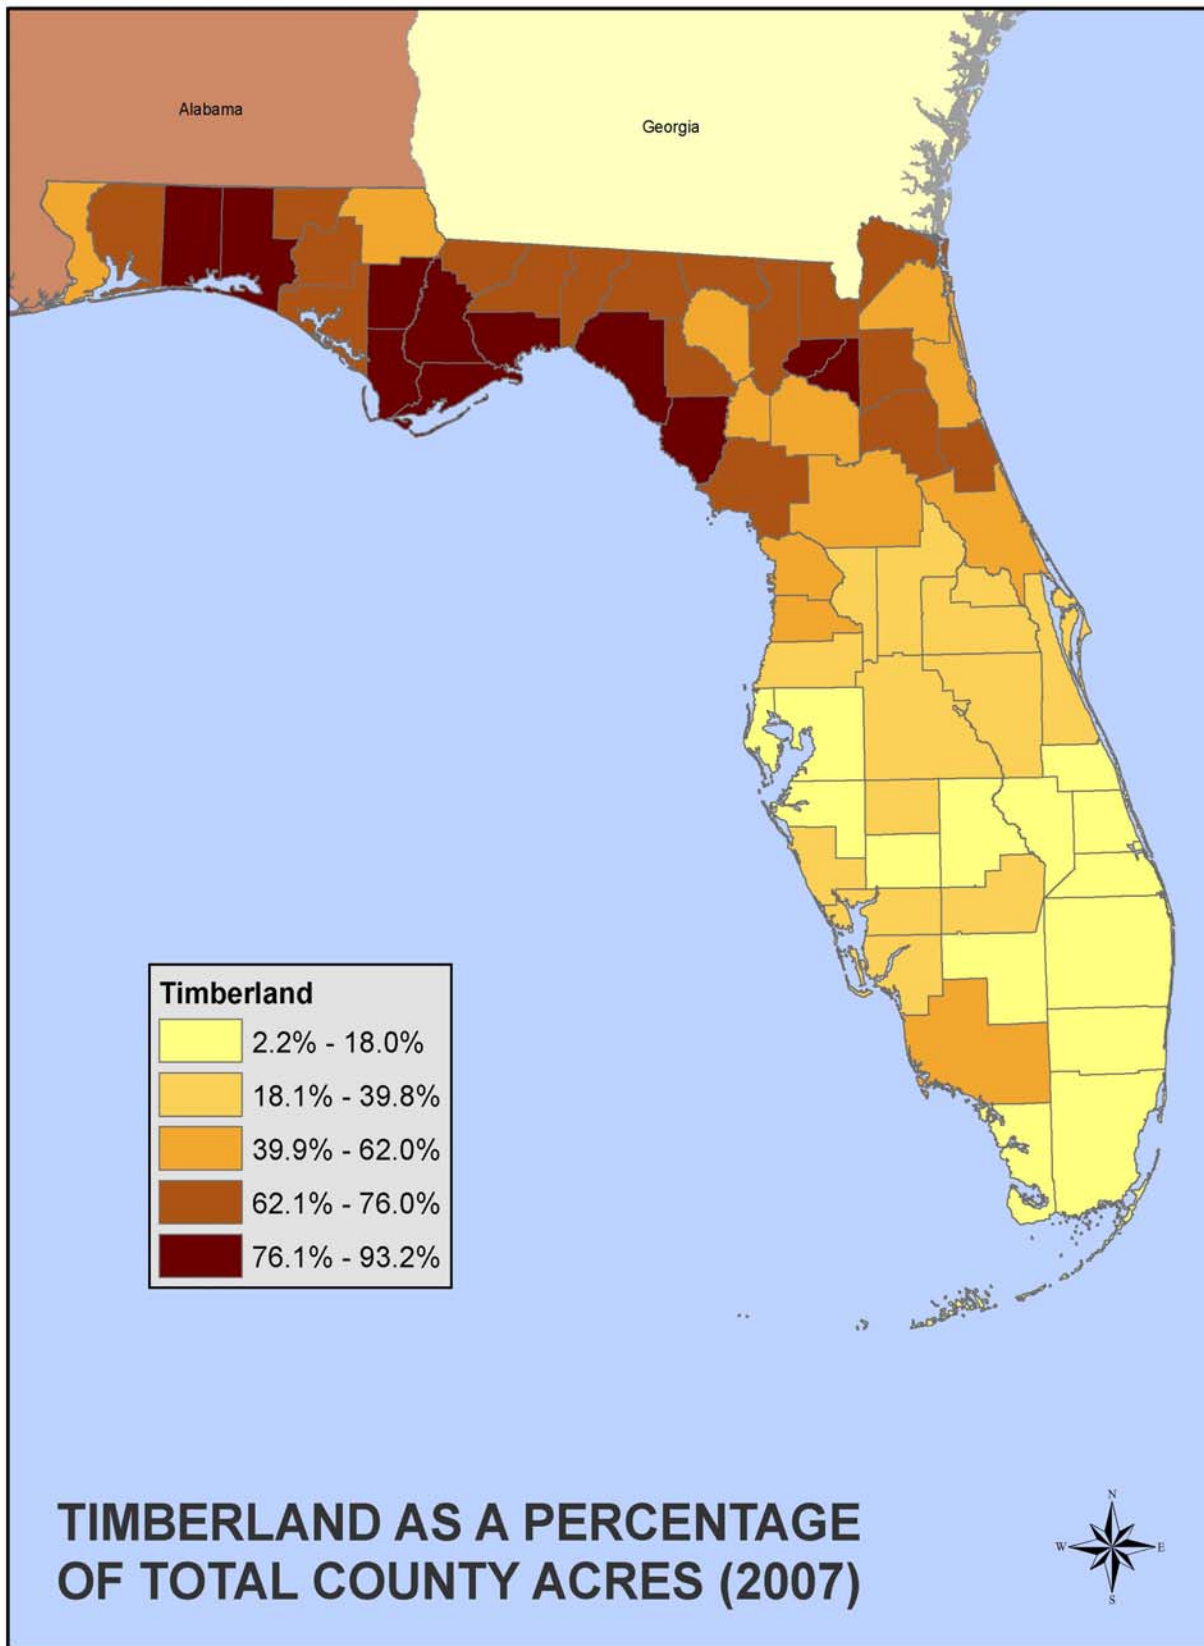 Alabama
Georgia
Timberland
2.2% - 18.0%
18.1% - 39.8%
39.9% - 62.0%
62.1% - 76.0%
76.1% - 93.2%
TIMBERLAND AS A PERCENTAGE
OF TOTAL COUNTY ACRES (2007)
N
W E
S